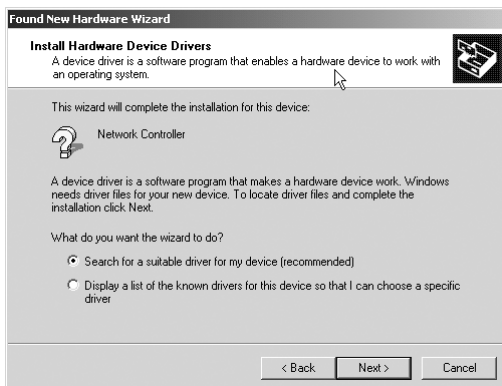 Found New Hardware Wizard
Install Hardware Device Drivers
A device driver is a software program that enables a hardware device to work with
an operating system.
This wizard will complete the installation for this device:
Network Controller
A device driver is a software program that makes a hardware device work. Windows
needs driver files for your new device. To locate driver files and complete the
installation click Next.
What do you want the wizard to do?
Search for a suitable driver for my device (recommended)
Display a list of the known drivers for this device so that I can choose a specific
driver
< Back Next > Cancel